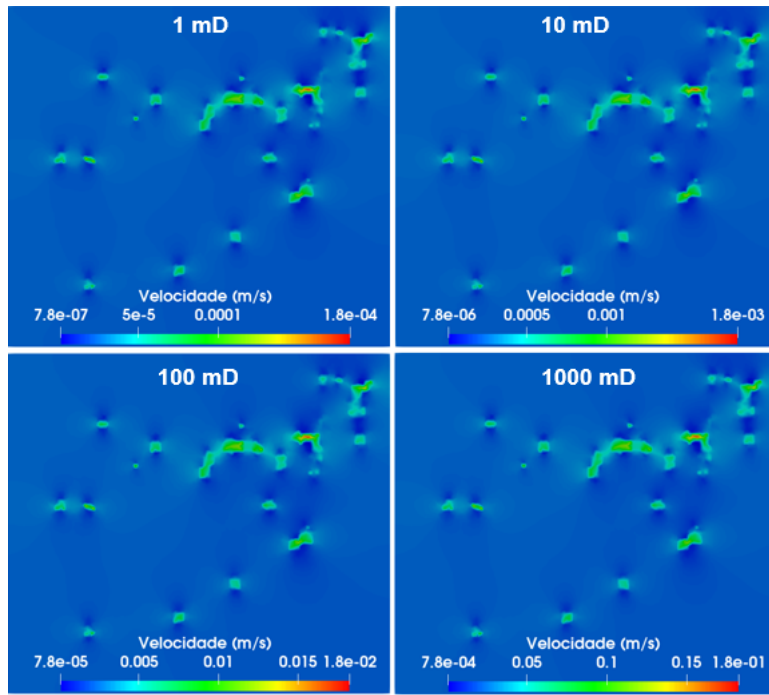 1 mD
Velocidade (m/s)
7.8e-07 5e-5 0.0001 1.8e-04
10 mD
Velocidade (m/s)
7.8e-06 0.0005 0.001 1.8e-03
100 mD
Velocidade (m/s)
7.8e-05 0.005 0.01 0.015 1.8e-02
1000 mD
Velocidade (m/s)
7.8e-04 0.05 0.1 0.15 1.8e-01